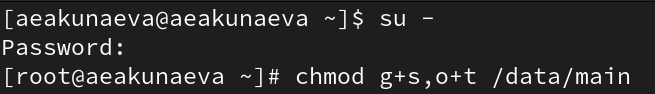 [aeakunaeva@aeakunaeva ~]$ su -
Password:
[root@aeakunaeva ~]# chmod g+s,o+t /data/main